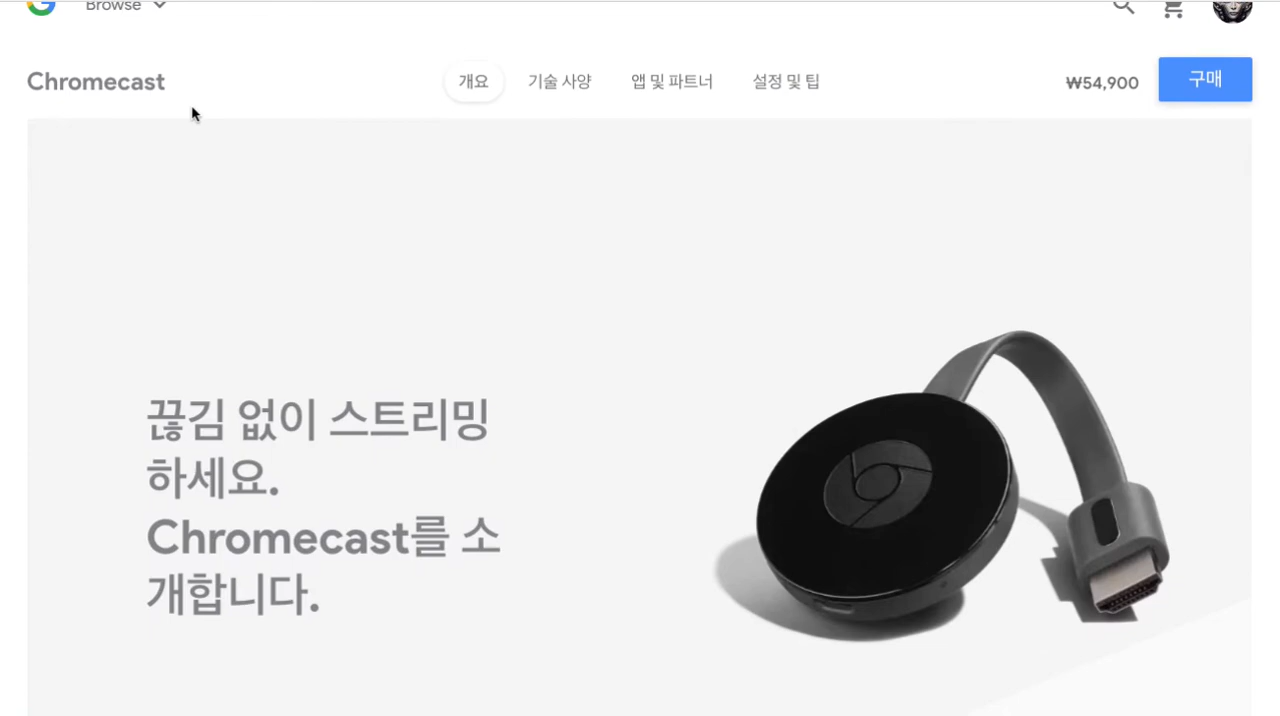 Browse
Chromecast
개요 기술 사양 앱 및 파트너 설정 및 팁
₩54,900 구매
끊김 없이 스트리밍
하세요.
Chromecast를 소
개합니다.